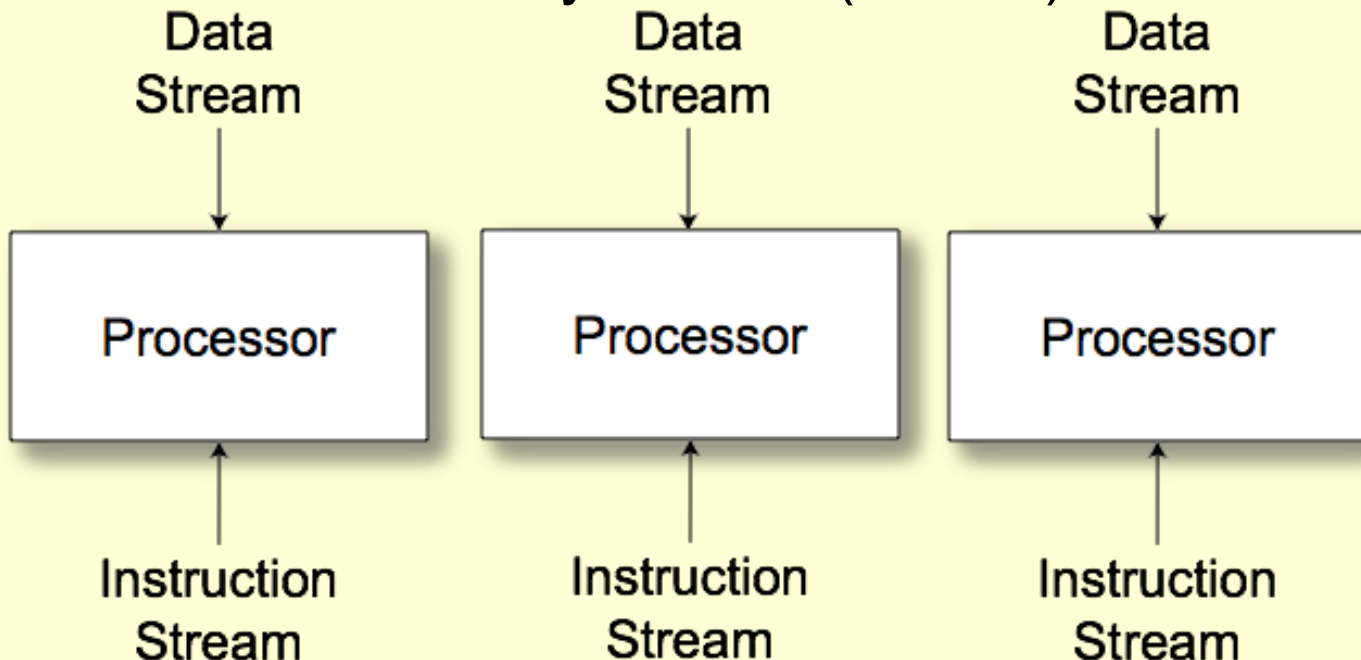 Data Data Data
Stream Stream Stream
Processor Processor Processor
Instruction Instruction Instruction
Stream Stream Stream